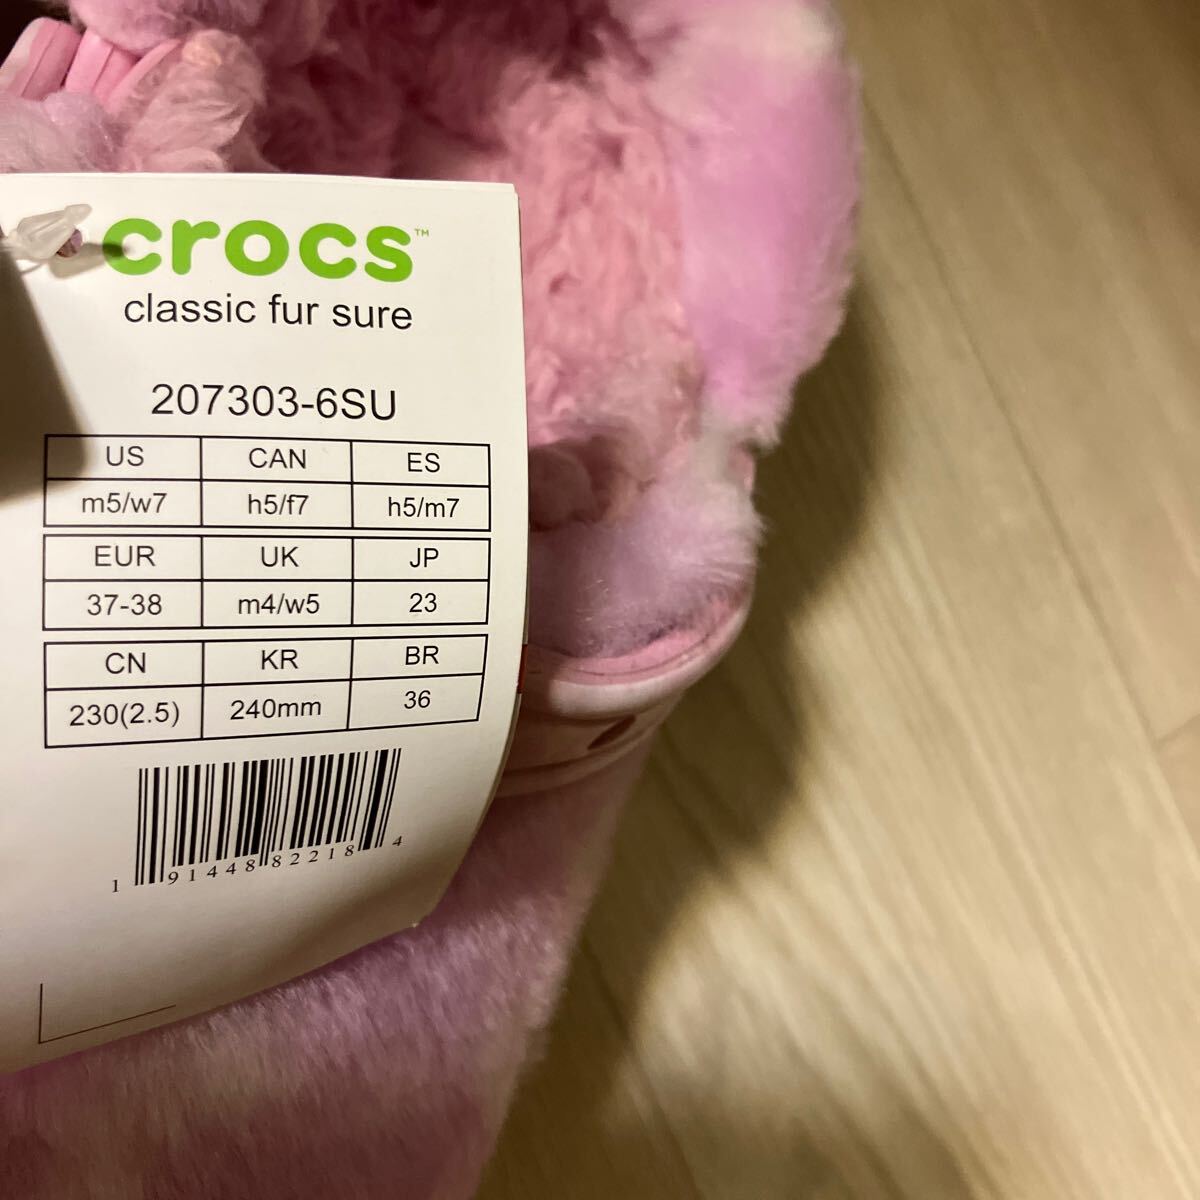 crocs™
classic fur sure
207303-6SU
US CAN ES
m5/w7 h5/f7 h5/m7
EUR UK JP
37-38 m4/w5 23
CN KR BR
230(2.5) 240mm 36
1 91448 82218 4